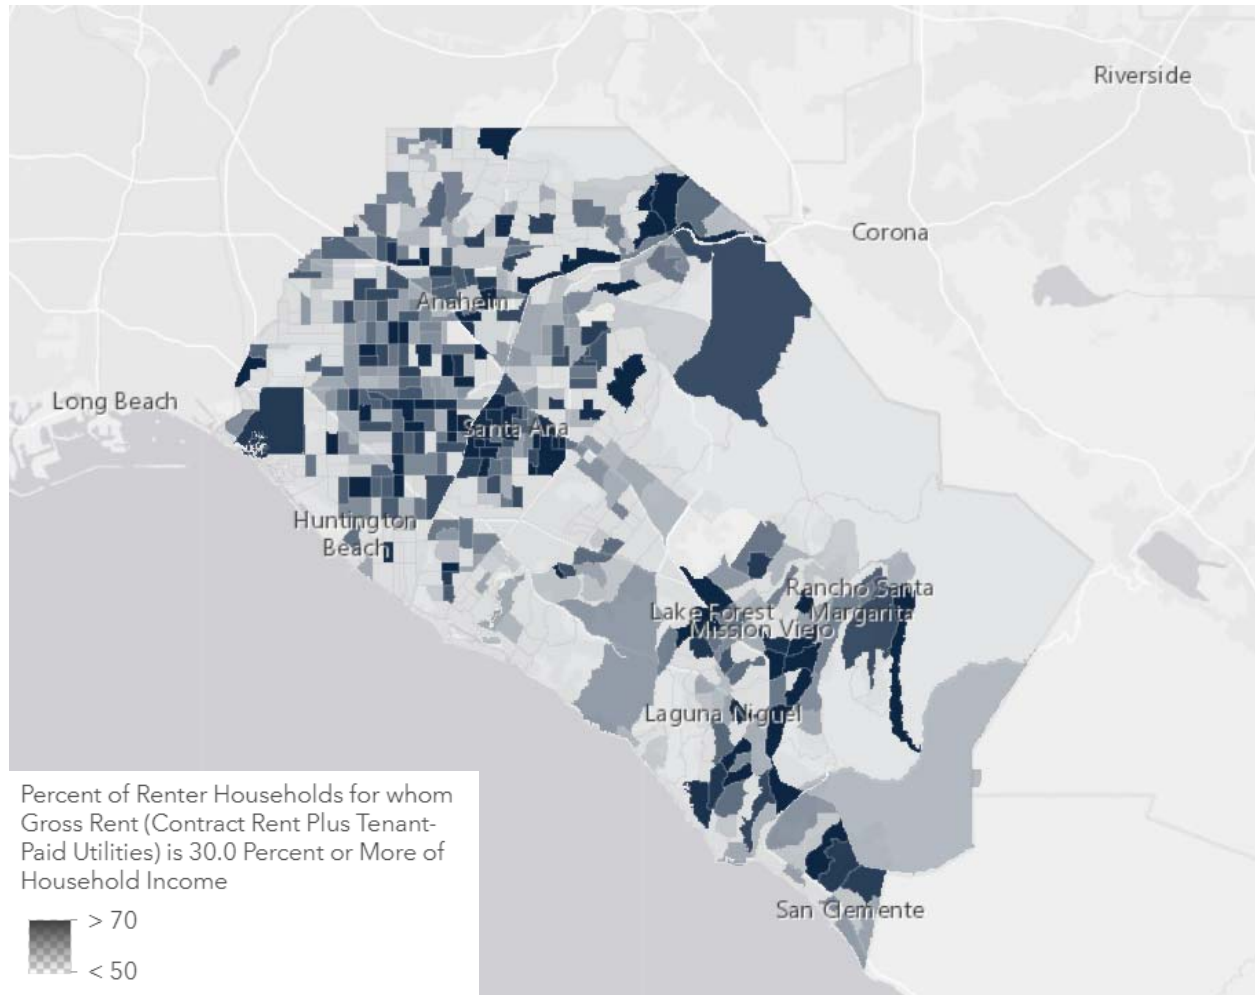 Riverside
Corona
Anaheim
Long Beach
Santa Ana
Huntington
Beach
Rancho Santa
Margarita
Lake Forest
Mission Viejo
Laguna Niguel
San Clemente
Percent of Renter Households for whom
Gross Rent (Contract Rent Plus Tenant-
Paid Utilities) is 30.0 Percent or More of
Household Income
> 70
< 50